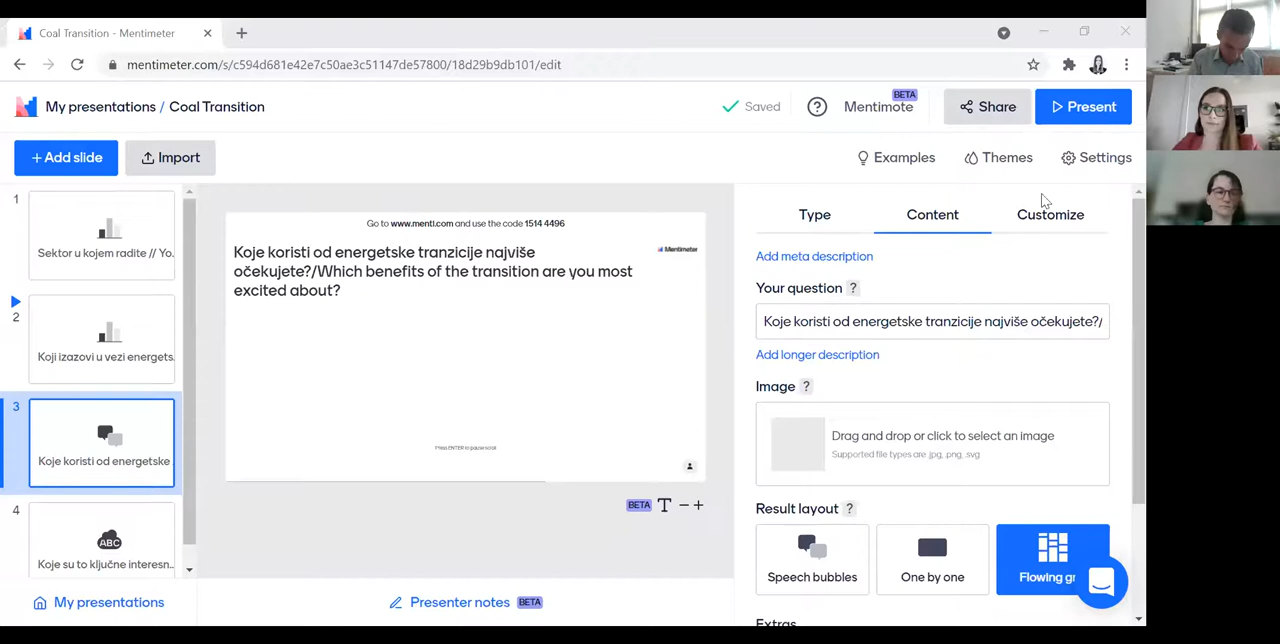 Coal Transition - Mentimeter
mentimeter.com/s/c594d681e42e7c50ae3c51147de57800/18d29b9db101/edit
My presentations / Coal Transition
Saved
?
Mentimote
BETA
Share
Present
+ Add slide
Import
Examples
Themes
Settings
1
Sektor u kojem radite // Yo.
2
Koji izazovi u vezi energets.
3
Koje koristi od energetske
4
ABC
Koje su to ključne interesn..
My presentations
Go to www.menti.com and use the code 1514 4496
Koje koristi od energetske tranzicije najviše
očekujete?/Which benefits of the transition are you most
excited about?
Mentimeter
Press ENTER to pause scroll
BETA T − +
Presenter notes BETA
Type
Content
Customize
Add meta description
Your question ?
Koje koristi od energetske tranzicije najviše očekujete?/
Add longer description
Image ?
Drag and drop or click to select an image
Supported file types are .jpg, .png, .svg
Result layout ?
Speech bubbles
One by one
Flowing gr
Extras